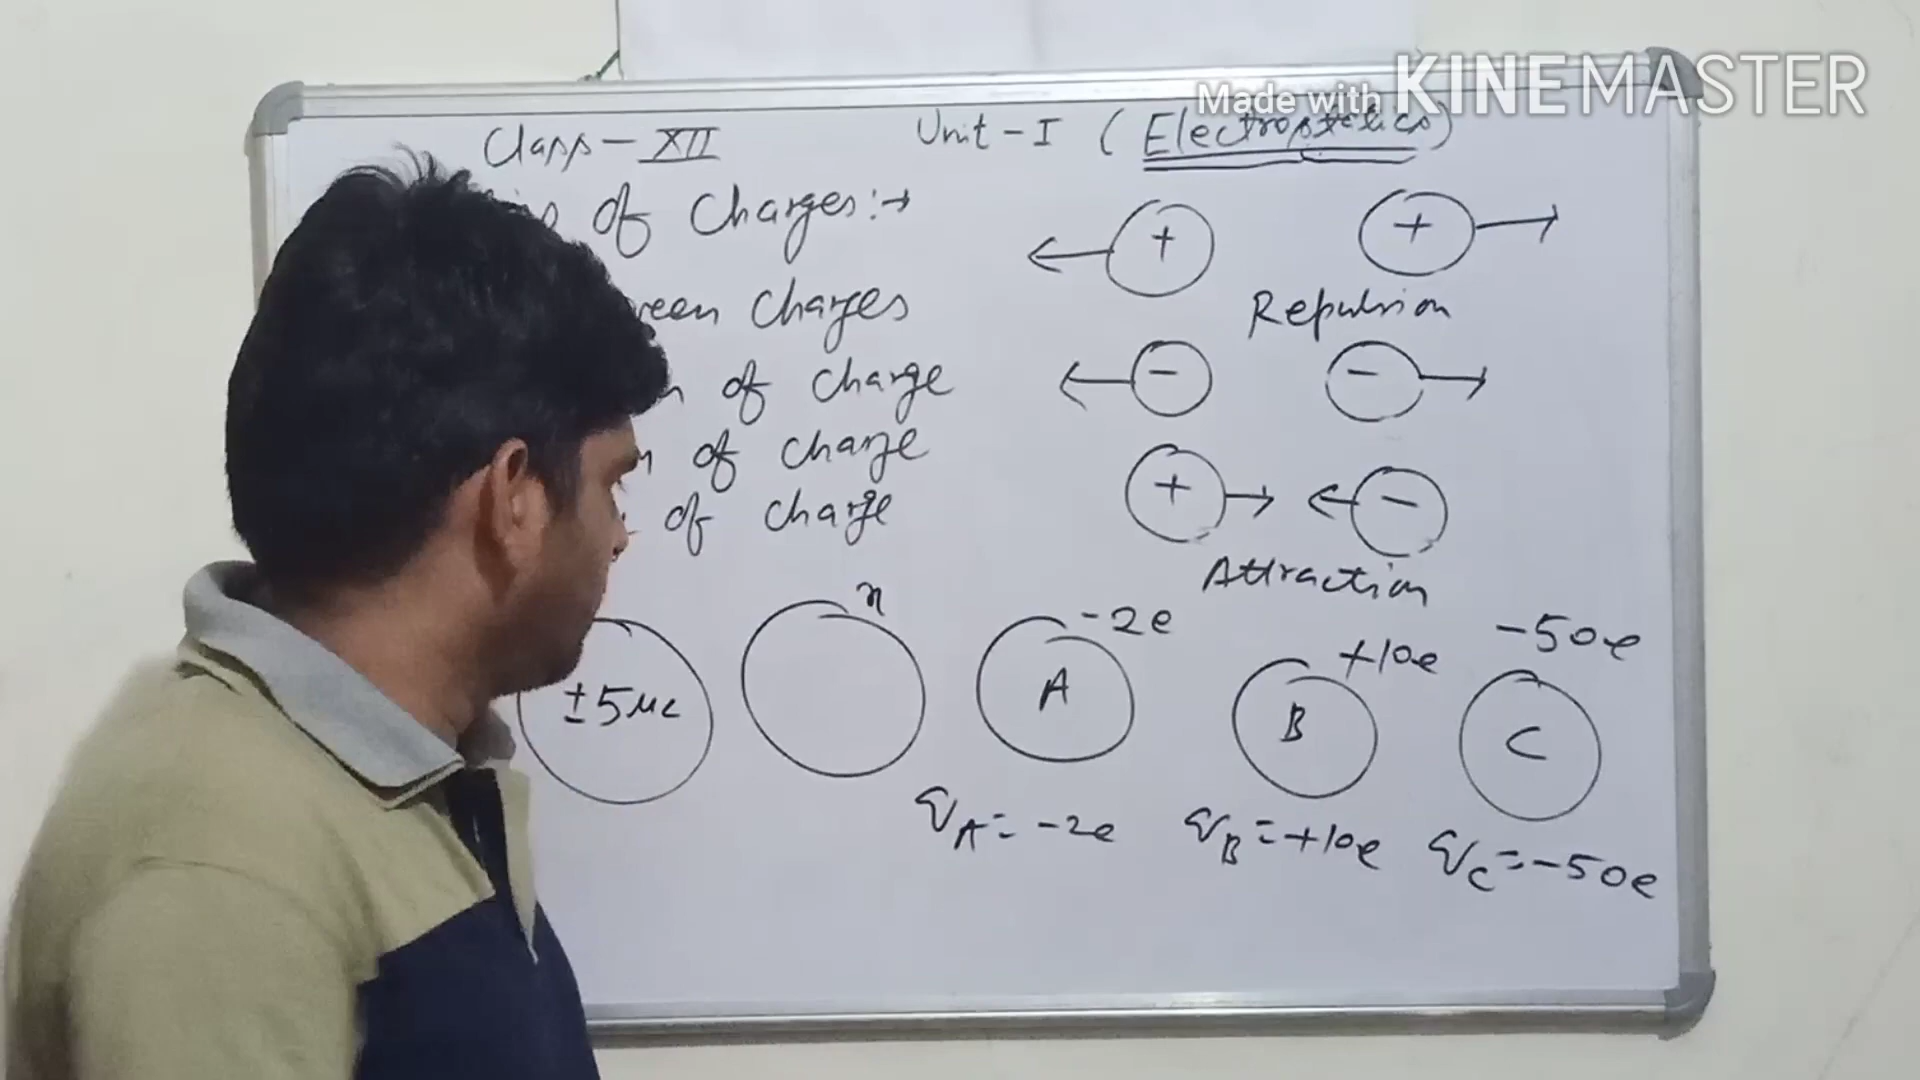 Made with KINEMASTER
Class - XII Unit - I (Electrostatics)
of Charges :→
Charges
of charge
of charge
of charge
+ +
Repulsion
- -
+ -
Attraction
±5μc
n
A -2e
B +10e
C -50e
qA = -2e qB = +10e qC = -50e